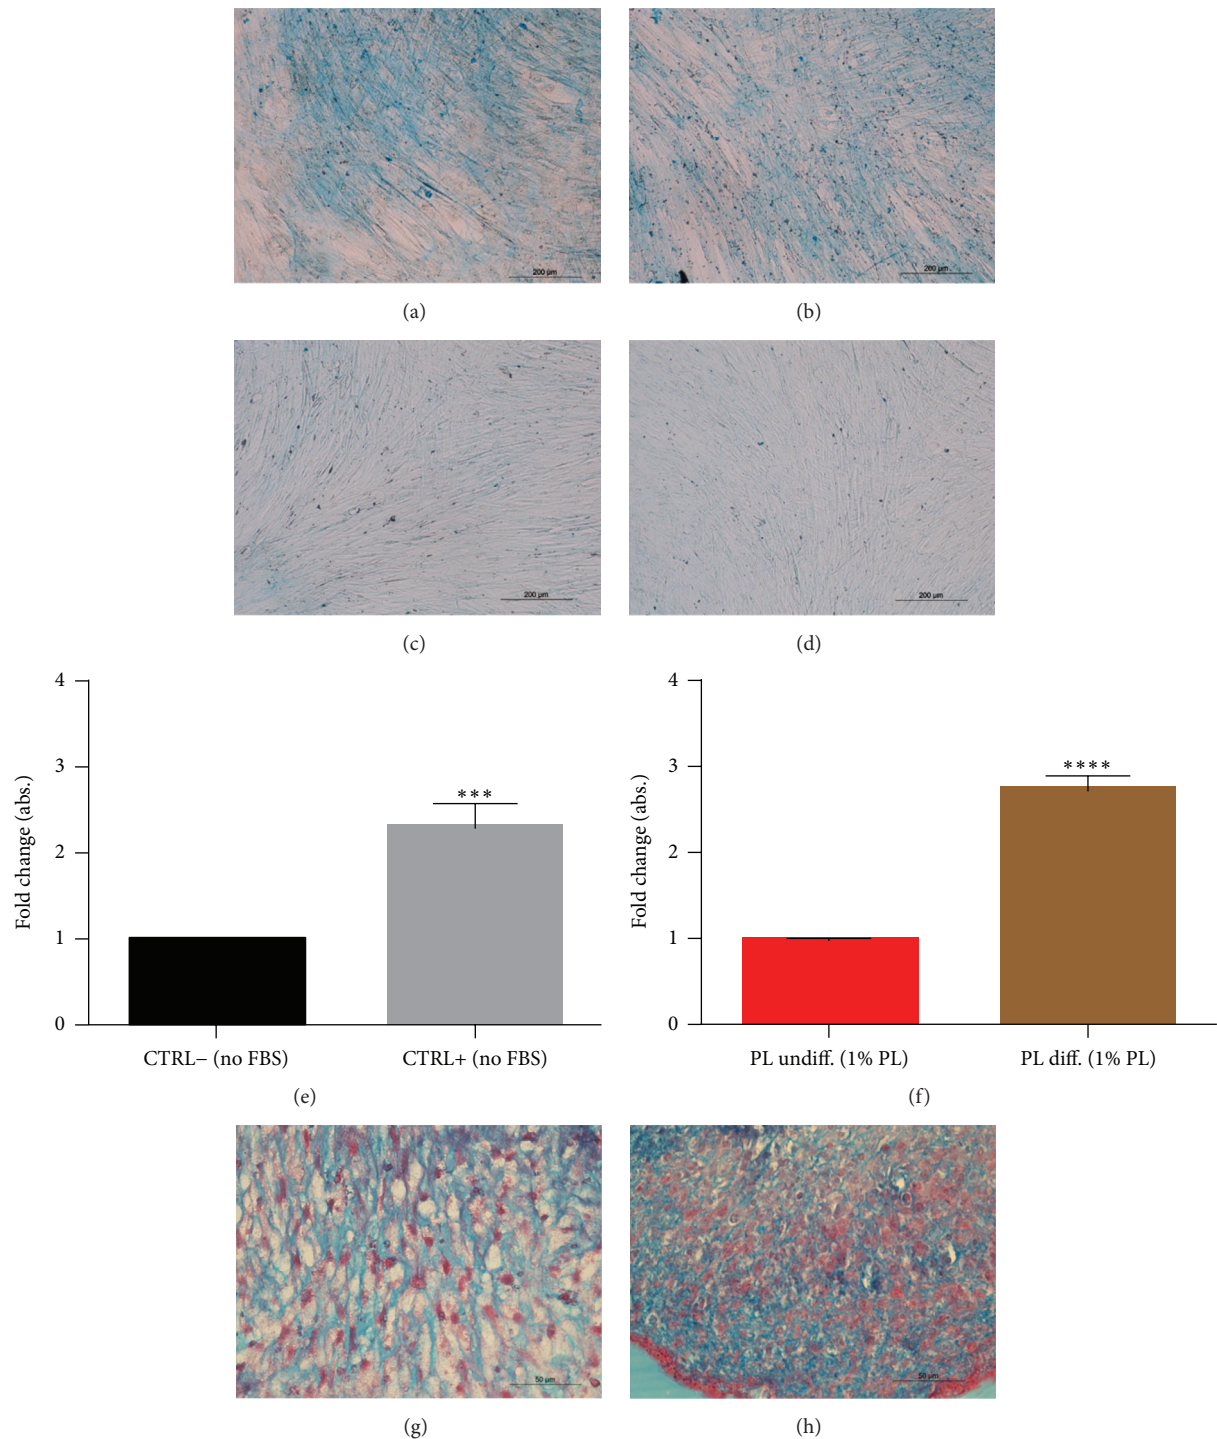 200 µm
200 µm
(a)
(b)
200 µm
200 µm
(c)
(d)
4
3
2
1
0
Fold change (abs.)
***
CTRL− (no FBS)
CTRL+ (no FBS)
(e)
4
3
2
1
0
Fold change (abs.)
****
PL undiff. (1% PL)
PL diff. (1% PL)
(f)
50 µm
50 µm
(g)
(h)